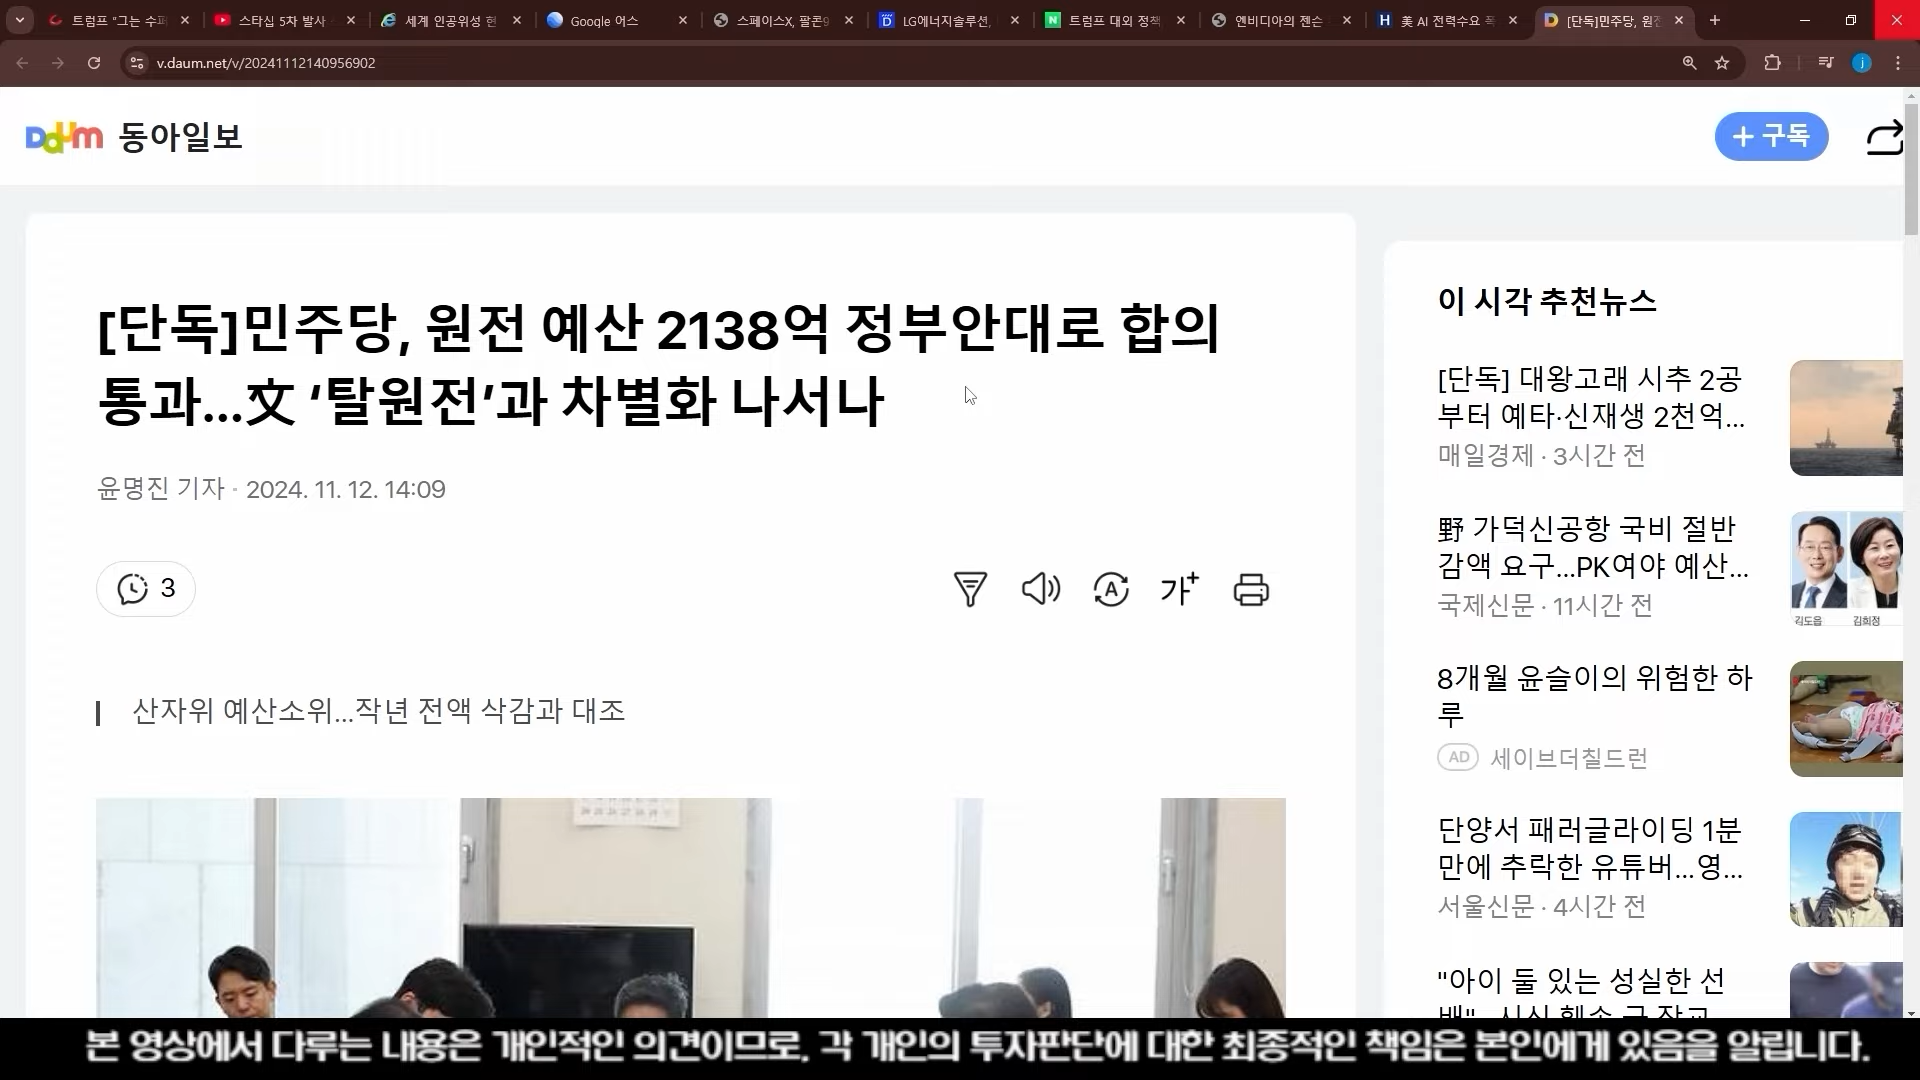 트럼프 "그는 수퍼
스타십 5차 발사
세계 인공위성 현
Google 어스
스페이스X, 팰콘9
LG에너지솔루션,
트럼프 대외 정책
엔비디아의 젠슨
美 AI 전력수요 폭
[단독]민주당, 원전
v.daum.net/v/20241112140956902
Daum 동아일보
+ 구독
[단독]민주당, 원전 예산 2138억 정부안대로 합의
통과…文 ‘탈원전’과 차별화 나서나
윤명진 기자 · 2024. 11. 12. 14:09
3
가+
산자위 예산소위…작년 전액 삭감과 대조
이 시각 추천뉴스
[단독] 대왕고래 시추 2공
부터 예타·신재생 2천억...
매일경제 · 3시간 전
野 가덕신공항 국비 절반
감액 요구…PK여야 예산...
국제신문 · 11시간 전
김도읍 김희정
8개월 윤슬이의 위험한 하
루
AD 세이브더칠드런
단양서 패러글라이딩 1분
만에 추락한 유튜버…영...
서울신문 · 4시간 전
"아이 둘 있는 성실한 선
본 영상에서 다루는 내용은 개인적인 의견이므로, 각 개인의 투자판단에 대한 최종적인 책임은 본인에게 있음을 알립니다.